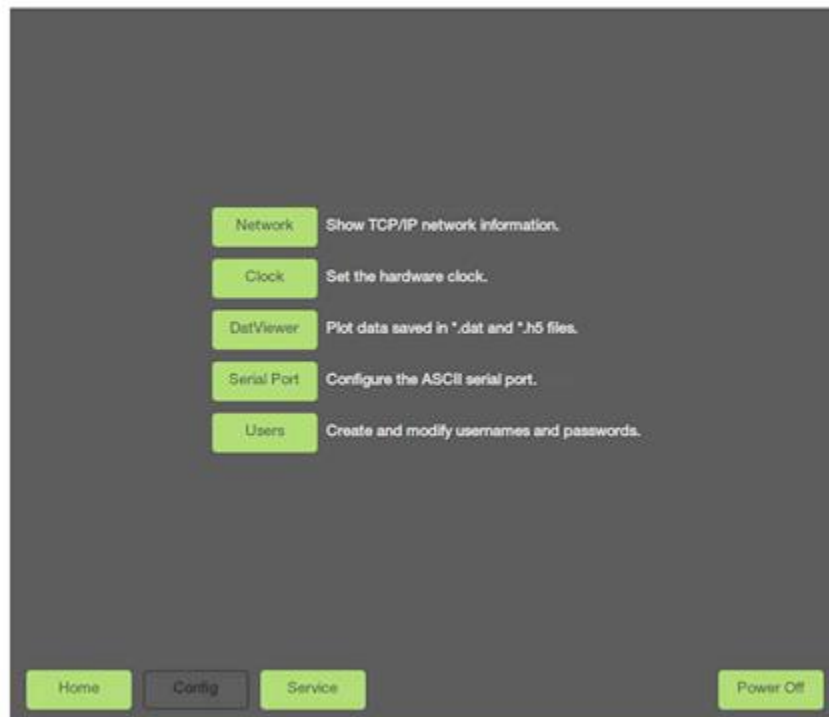 Network Show TCP/IP network information.
Clock Set the hardware clock.
DatViewer Plot data saved in *.dat and *.h5 files.
Serial Port Configure the ASCII serial port.
Users Create and modify usernames and passwords.
Home Config Service Power Off